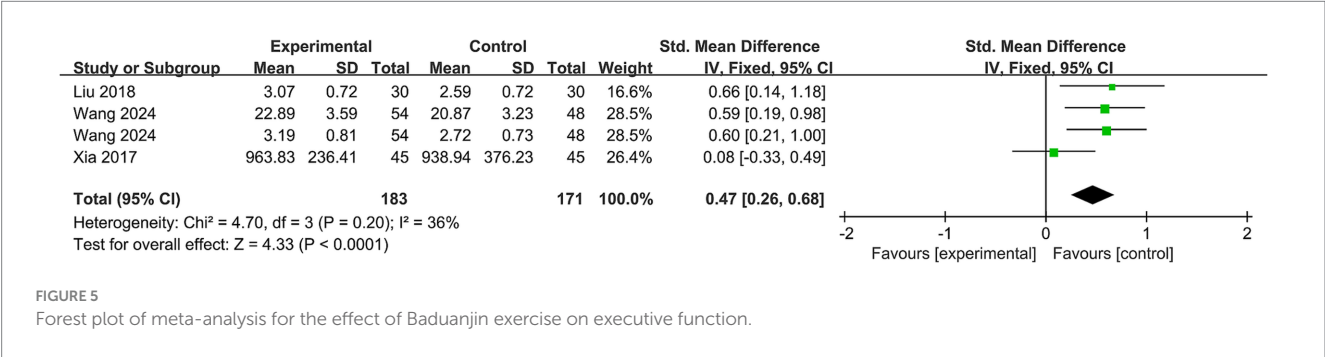 Experimental Control Std. Mean Difference Std. Mean Difference
Study or Subgroup Mean SD Total Mean SD Total Weight IV, Fixed, 95% CI IV, Fixed, 95% CI
Liu 2018 3.07 0.72 30 2.59 0.72 30 16.6% 0.66 [0.14, 1.18]
Wang 2024 22.89 3.59 54 20.87 3.23 48 28.5% 0.59 [0.19, 0.98]
Wang 2024 3.19 0.81 54 2.72 0.73 48 28.5% 0.60 [0.21, 1.00]
Xia 2017 963.83 236.41 45 938.94 376.23 45 26.4% 0.08 [-0.33, 0.49]
Total (95% CI) 183 171 100.0% 0.47 [0.26, 0.68]
Heterogeneity: Chi² = 4.70, df = 3 (P = 0.20); I² = 36%
Test for overall effect: Z = 4.33 (P < 0.0001)
-2 -1 0 1 2
Favours [experimental] Favours [control]
FIGURE 5
Forest plot of meta-analysis for the effect of Baduanjin exercise on executive function.